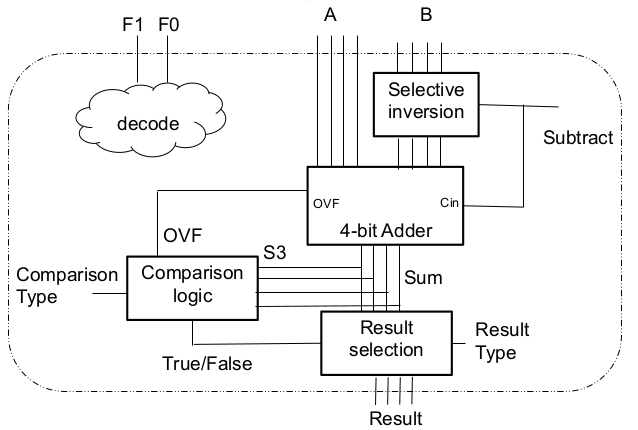 F1 F0
A
B
decode
Selective
inversion
Subtract
OVF
Cin
4-bit Adder
OVF
S3
Comparison
Type
Comparison
logic
Sum
Result
selection
Result
Type
True/False
Result